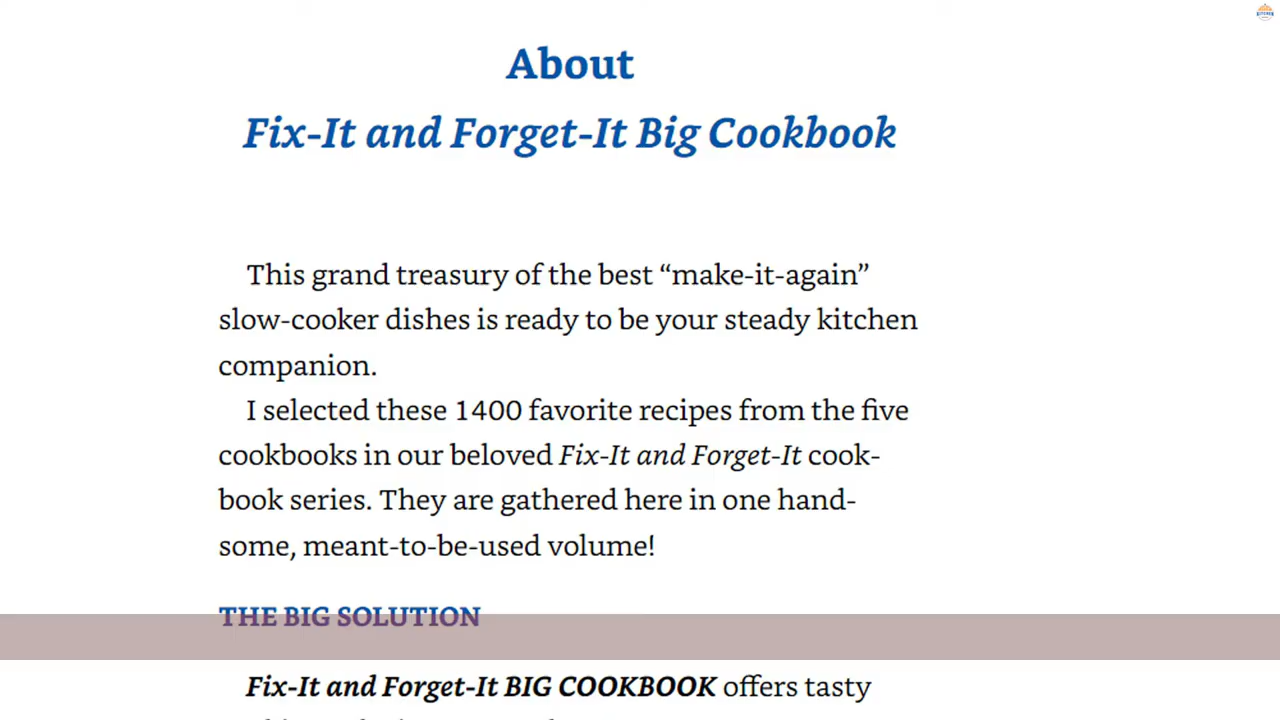 About
Fix-It and Forget-It Big Cookbook
This grand treasury of the best “make-it-again”
slow-cooker dishes is ready to be your steady kitchen
companion.
I selected these 1400 favorite recipes from the five
cookbooks in our beloved Fix-It and Forget-It cook-
book series. They are gathered here in one hand-
some, meant-to-be-used volume!
THE BIG SOLUTION
Fix-It and Forget-It BIG COOKBOOK offers tasty